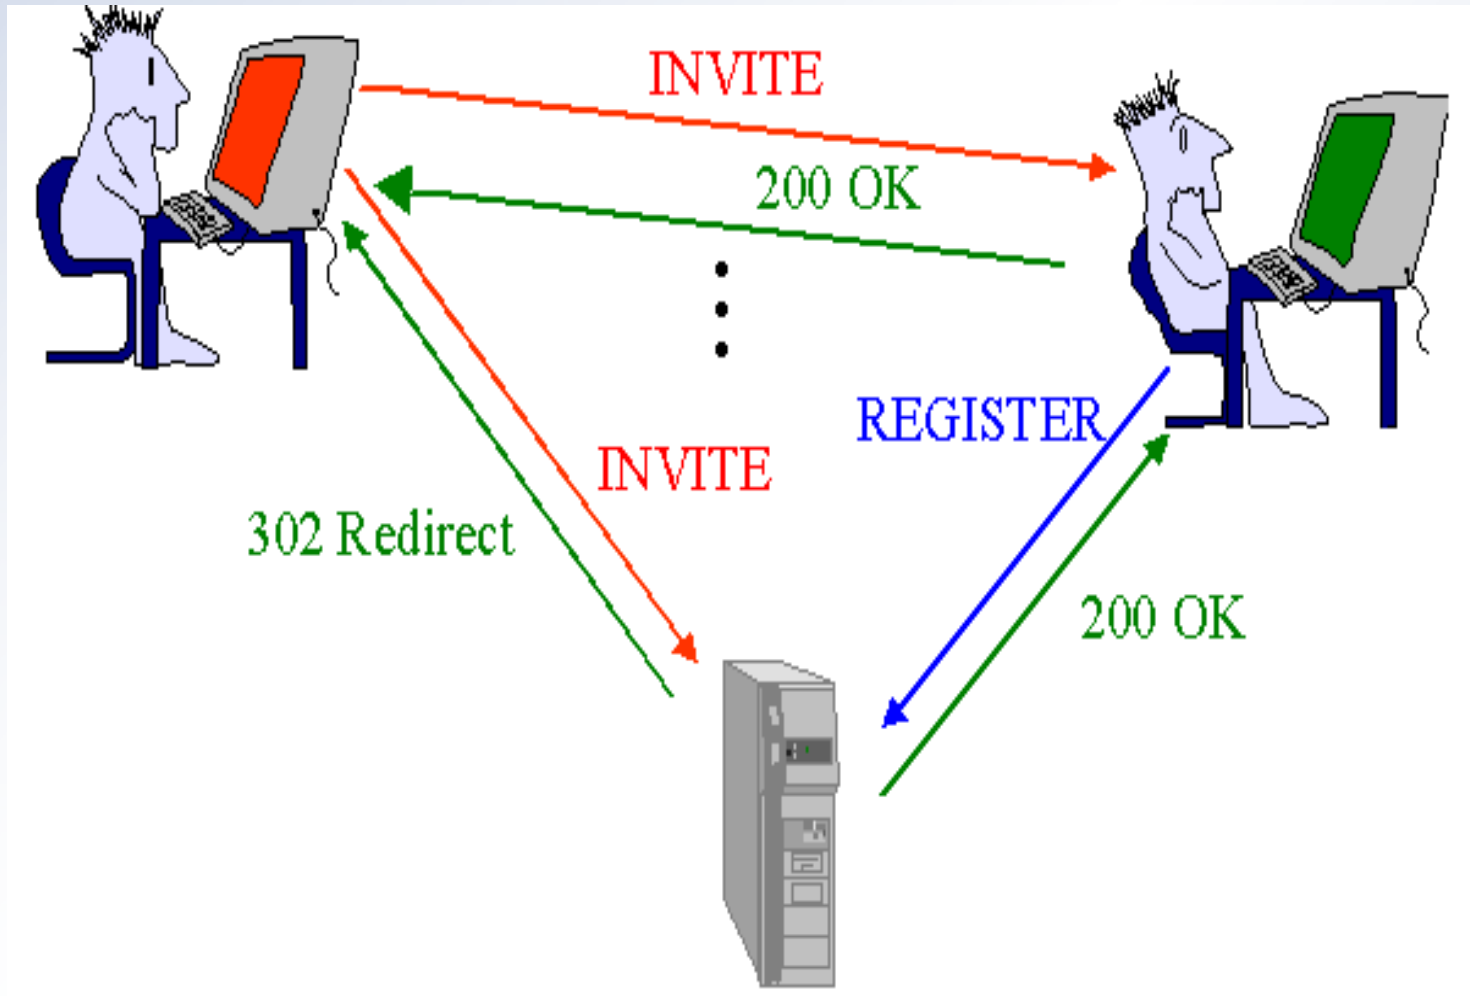 INVITE
200 OK
REGISTER
INVITE
302 Redirect
200 OK